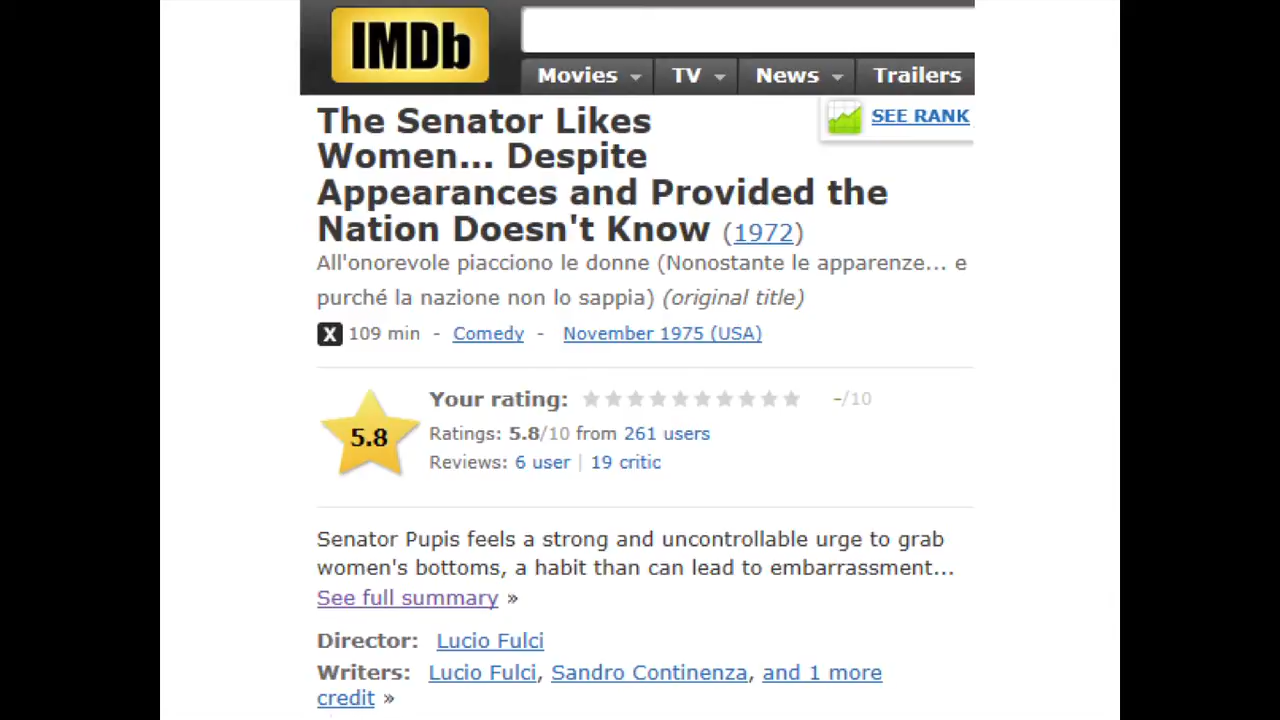 IMDb
Movies TV News Trailers
SEE RANK
The Senator Likes
Women... Despite
Appearances and Provided the
Nation Doesn't Know (1972)
All'onorevole piacciono le donne (Nonostante le apparenze... e
purché la nazione non lo sappia) (original title)
X 109 min - Comedy - November 1975 (USA)
5.8
Your rating: -/10
Ratings: 5.8/10 from 261 users
Reviews: 6 user | 19 critic
Senator Pupis feels a strong and uncontrollable urge to grab
women's bottoms, a habit than can lead to embarrassment...
See full summary »
Director: Lucio Fulci
Writers: Lucio Fulci, Sandro Continenza, and 1 more
credit »